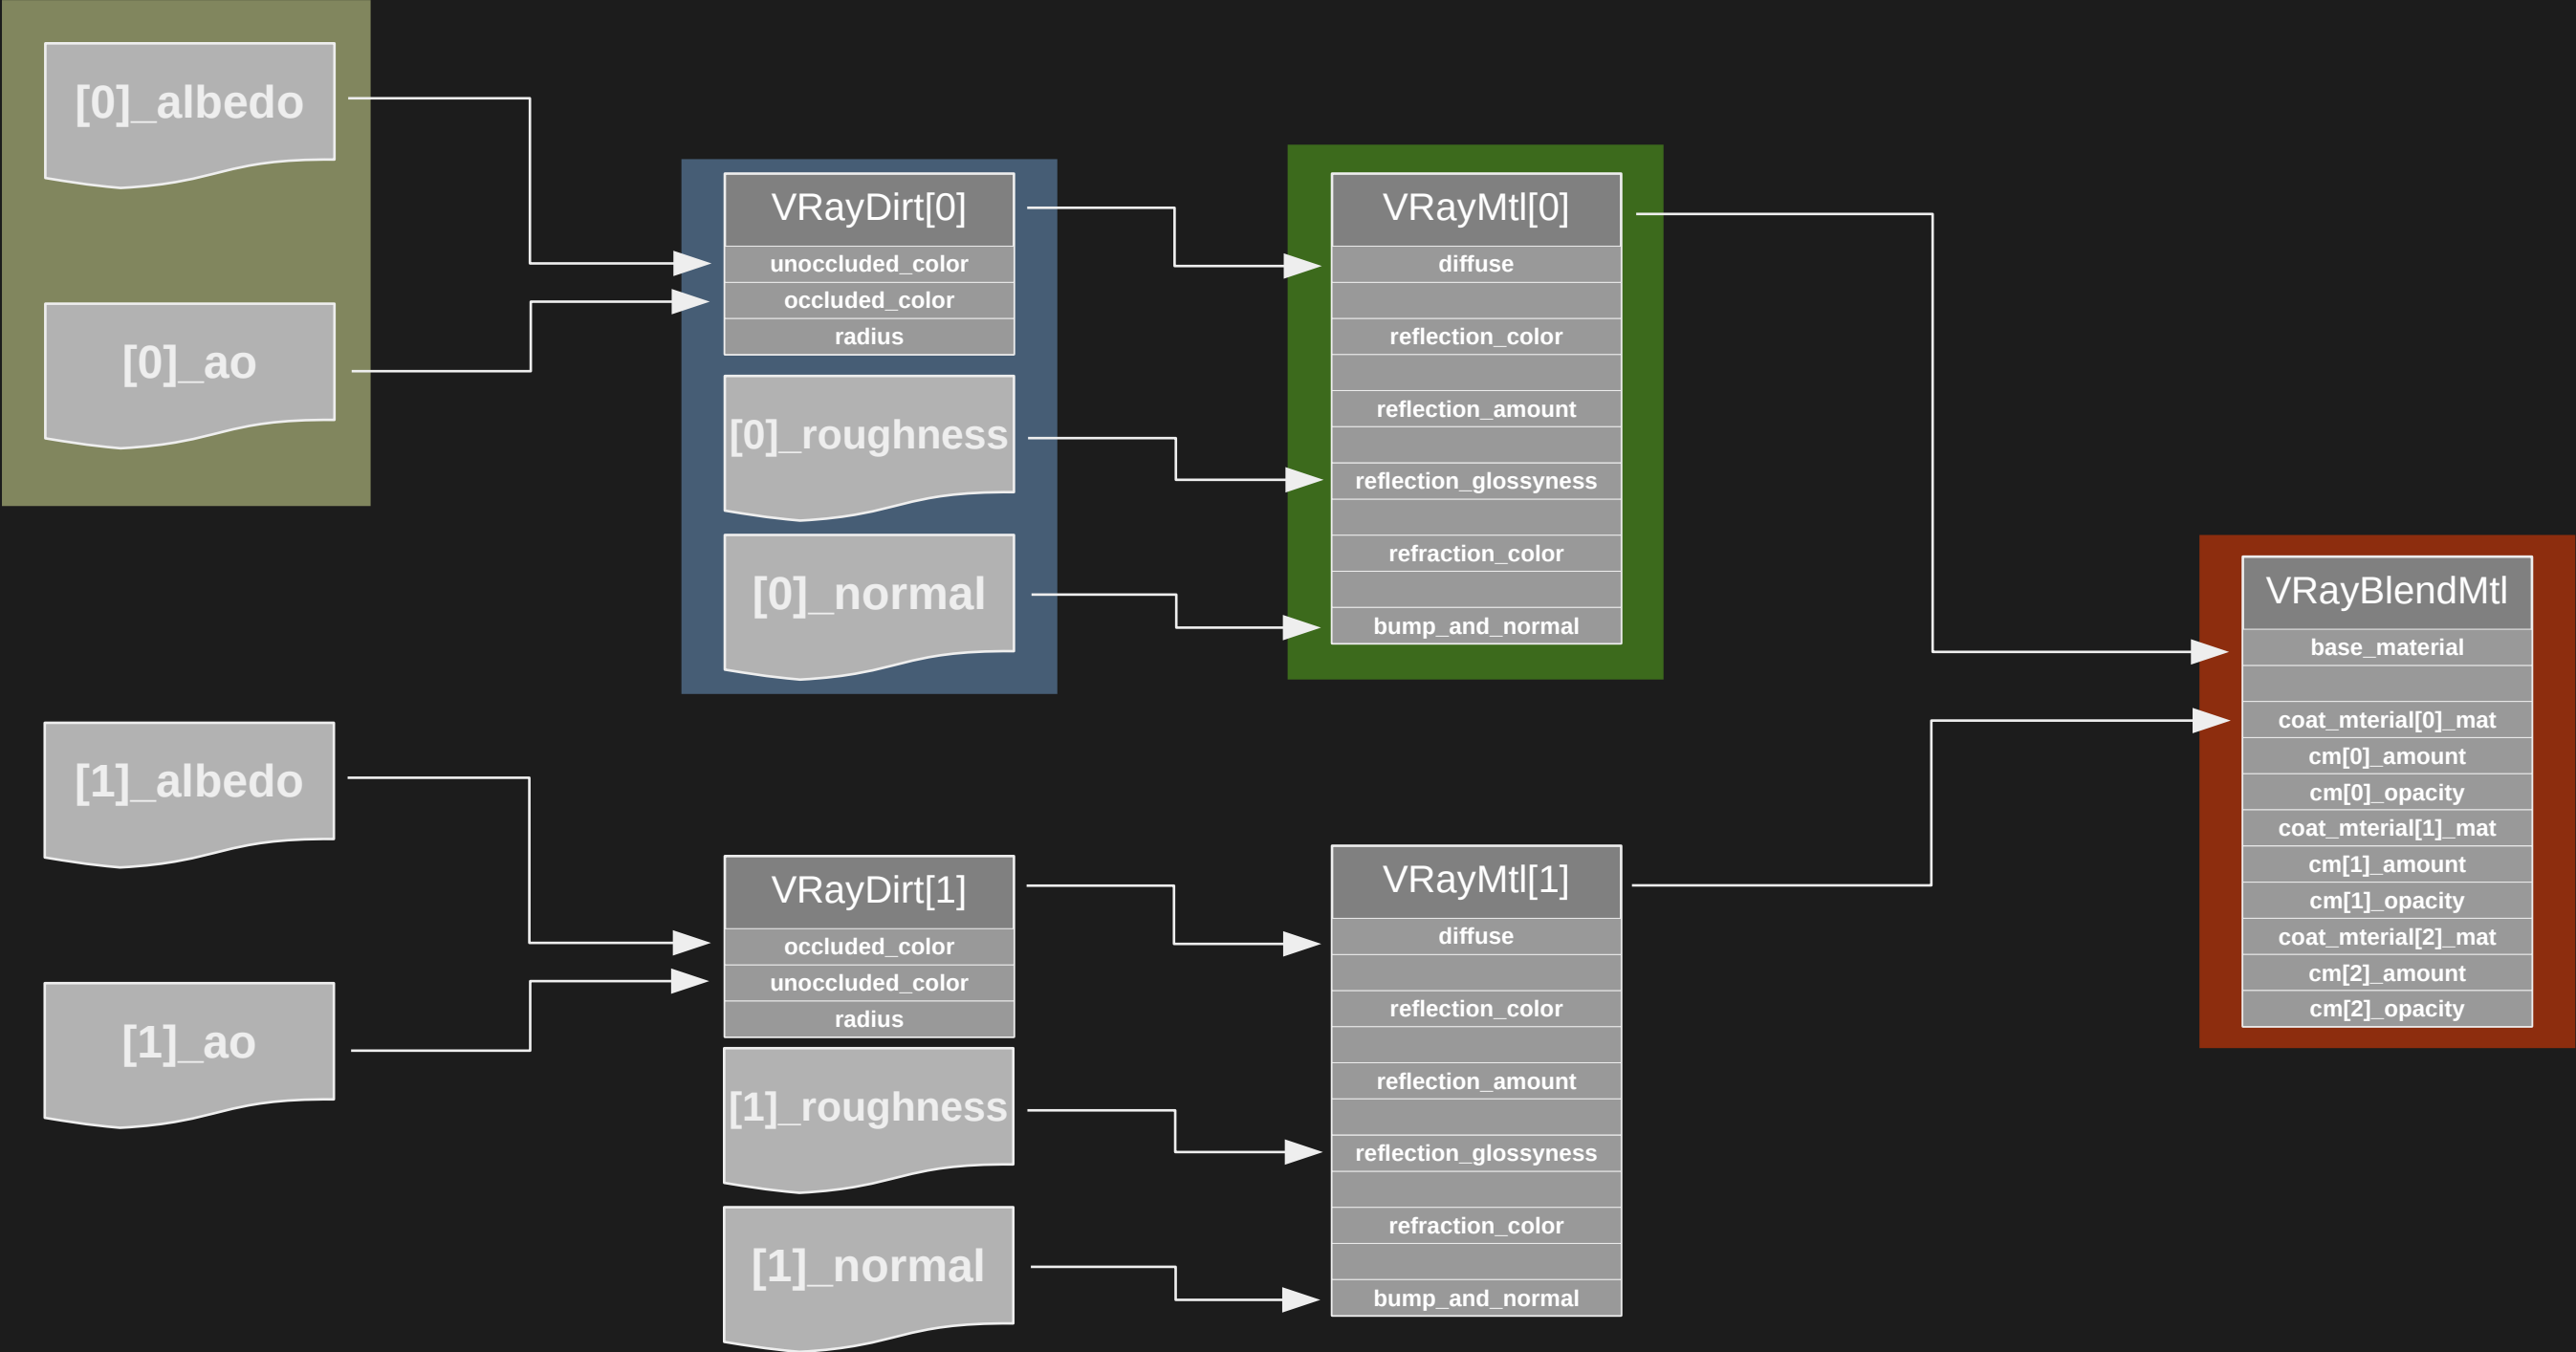 [0]_albedo
[0]_ao
VRayDirt[0]
unoccluded_color
occluded_color
radius
[0]_roughness
[0]_normal
VRayMtl[0]
diffuse
reflection_color
reflection_amount
reflection_glossyness
refraction_color
bump_and_normal
[1]_albedo
[1]_ao
VRayDirt[1]
occluded_color
unoccluded_color
radius
[1]_roughness
[1]_normal
VRayMtl[1]
diffuse
reflection_color
reflection_amount
reflection_glossyness
refraction_color
bump_and_normal
VRayBlendMtl
base_material
coat_mterial[0]_mat
cm[0]_amount
cm[0]_opacity
coat_mterial[1]_mat
cm[1]_amount
cm[1]_opacity
coat_mterial[2]_mat
cm[2]_amount
cm[2]_opacity